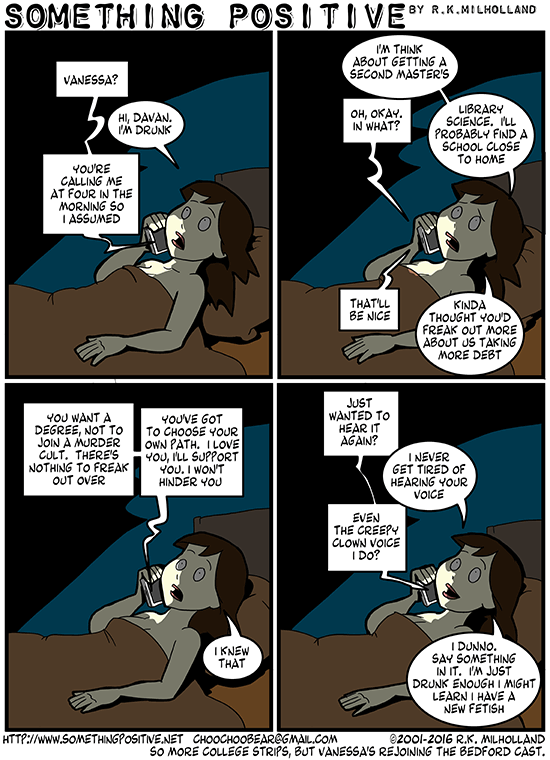 SOMETHING POSITIVE BY R.K.MILHOLLAND
VANESSA?
HI, DAVAN.
I'M DRUNK
YOU'RE
CALLING ME
AT FOUR IN THE
MORNING SO
I ASSUMED
I'M THINK
ABOUT GETTING A
SECOND MASTER'S
OH, OKAY.
IN WHAT?
LIBRARY
SCIENCE. I'LL
PROBABLY FIND A
SCHOOL CLOSE
TO HOME
THAT'LL
BE NICE
KINDA
THOUGHT YOU'D
FREAK OUT MORE
ABOUT US TAKING
MORE DEBT
YOU WANT A
DEGREE, NOT TO
JOIN A MURDER
CULT. THERE'S
NOTHING TO FREAK
OUT OVER
YOU'VE GOT
TO CHOOSE YOUR
OWN PATH. I LOVE
YOU, I'LL SUPPORT
YOU. I WON'T
HINDER YOU
I KNEW
THAT
JUST
WANTED TO
HEAR IT
AGAIN?
I NEVER
GET TIRED OF
HEARING YOUR
VOICE
EVEN
THE CREEPY
CLOWN VOICE
I DO?
I DUNNO.
SAY SOMETHING
IN IT. I'M JUST
DRUNK ENOUGH I MIGHT
LEARN I HAVE A
NEW FETISH
HTTP://WWW.SOMETHINGPOSITIVE.NET CHOOCHOOBEAR@GMAIL.COM ©2001-2016 R.K. MILHOLLAND
SO MORE COLLEGE STRIPS, BUT VANESSA'S REJOINING THE BEDFORD CAST.